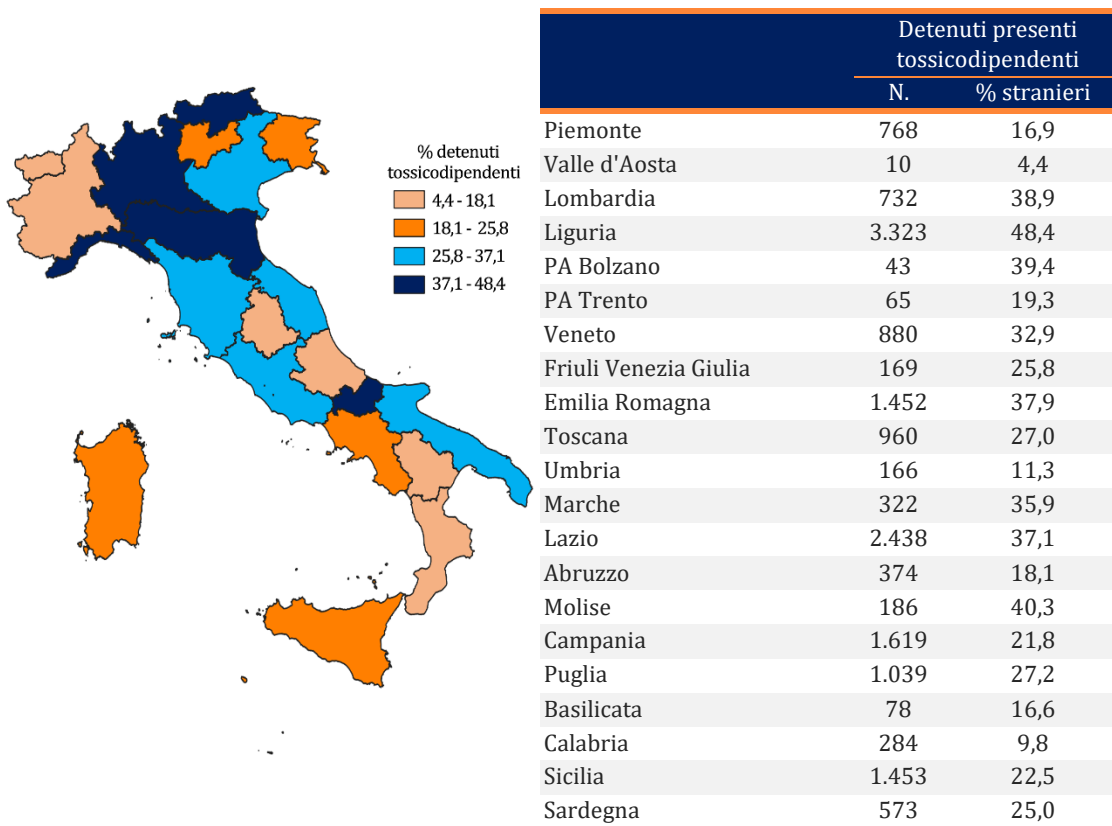 % detenuti
tossicodipendenti
4,4 - 18,1
18,1 - 25,8
25,8 - 37,1
37,1 - 48,4
Detenuti presenti
tossicodipendenti
N. % stranieri
Piemonte 768 16,9
Valle d'Aosta 10 4,4
Lombardia 732 38,9
Liguria 3.323 48,4
PA Bolzano 43 39,4
PA Trento 65 19,3
Veneto 880 32,9
Friuli Venezia Giulia 169 25,8
Emilia Romagna 1.452 37,9
Toscana 960 27,0
Umbria 166 11,3
Marche 322 35,9
Lazio 2.438 37,1
Abruzzo 374 18,1
Molise 186 40,3
Campania 1.619 21,8
Puglia 1.039 27,2
Basilicata 78 16,6
Calabria 284 9,8
Sicilia 1.453 22,5
Sardegna 573 25,0